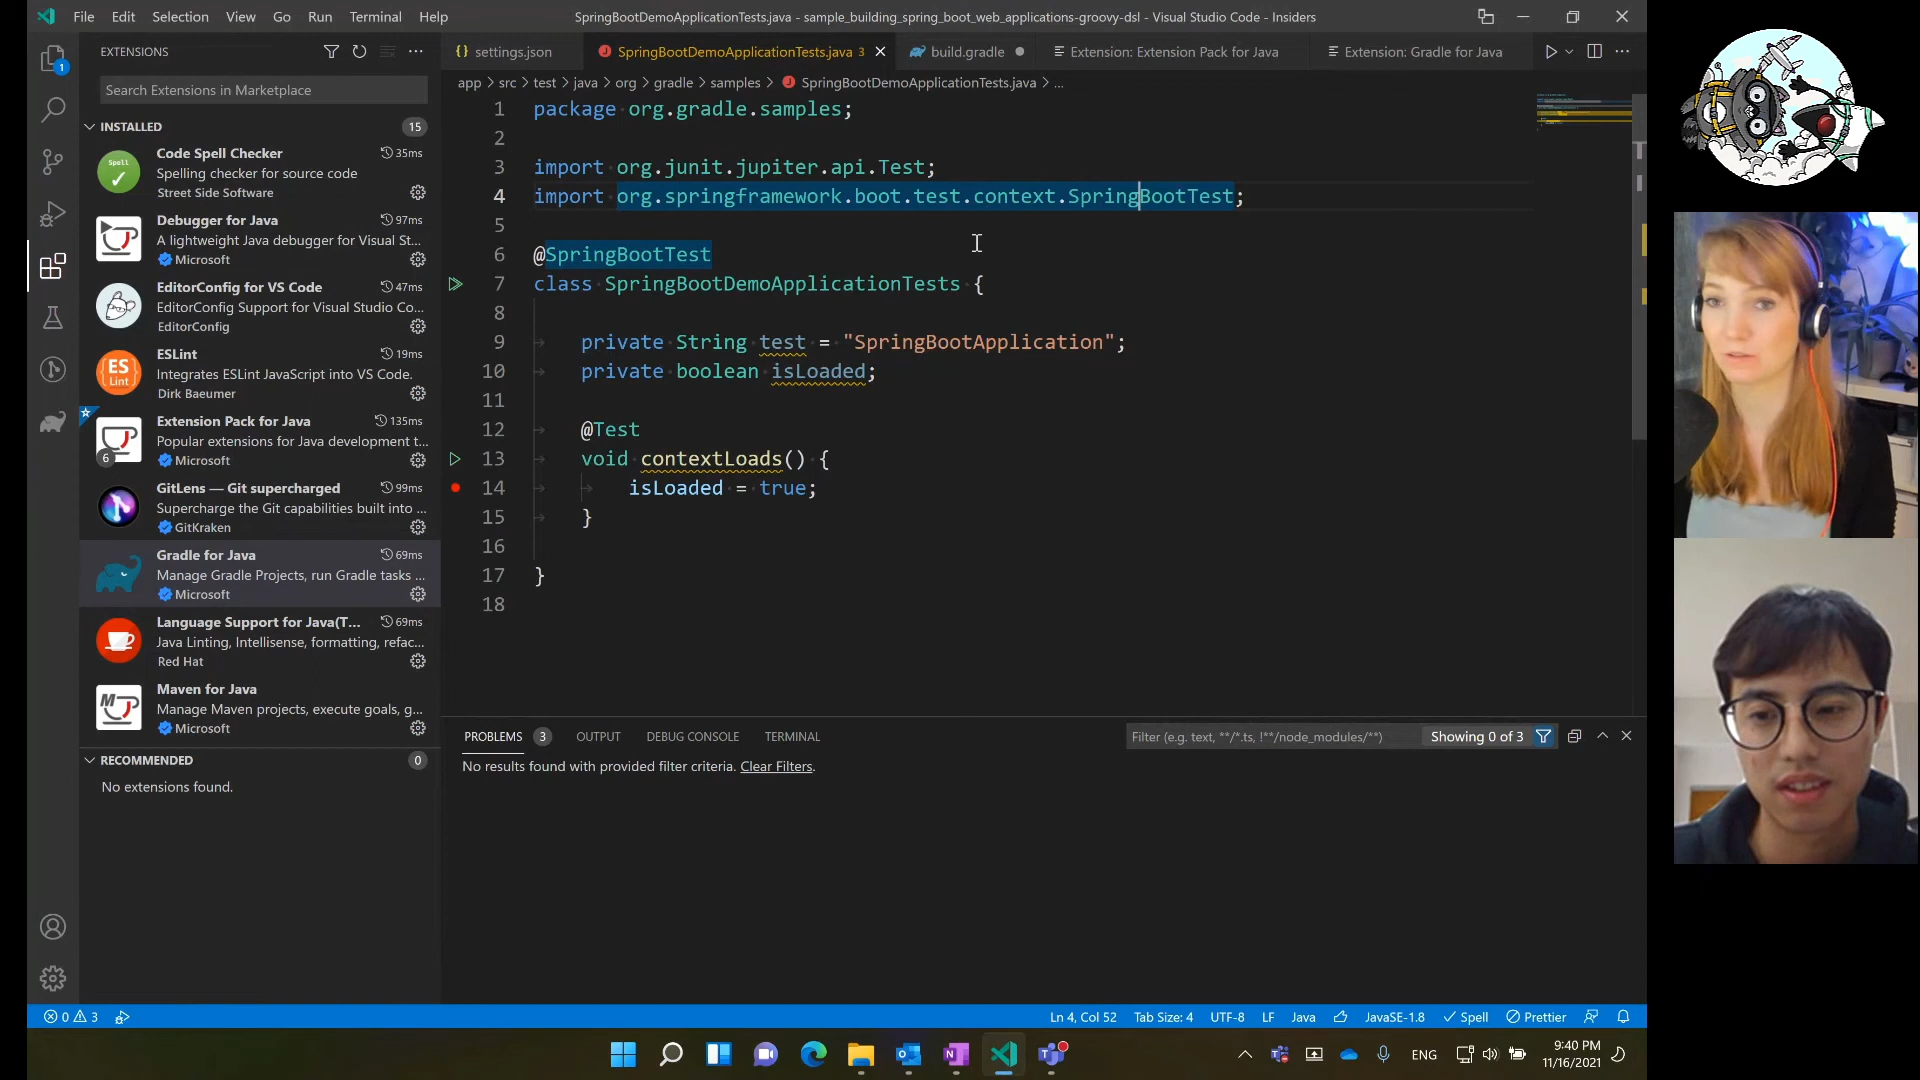 File Edit Selection View Go Run Terminal Help
SpringBootDemoApplicationTests.java - sample_building_spring_boot_web_applications-groovy-dsl - Visual Studio Code - Insiders
EXTENSIONS
settings.json
SpringBootDemoApplicationTests.java 3
build.gradle
Extension: Extension Pack for Java
Extension: Gradle for Java
1
Search Extensions in Marketplace
app > src > test > java > org > gradle > samples > SpringBootDemoApplicationTests.java > ...
INSTALLED 15
Code Spell Checker 35ms
Spelling checker for source code
Street Side Software
Spell
Debugger for Java 97ms
A lightweight Java debugger for Visual St...
Microsoft
EditorConfig for VS Code 47ms
EditorConfig Support for Visual Studio Co...
EditorConfig
ESLint 19ms
Integrates ESLint JavaScript into VS Code.
Dirk Baeumer
ES
Lint
Extension Pack for Java 135ms
Popular extensions for Java development t...
Microsoft
6
GitLens — Git supercharged 99ms
Supercharge the Git capabilities built into ...
GitKraken
Gradle for Java 69ms
Manage Gradle Projects, run Gradle tasks ...
Microsoft
Language Support for Java(T... 69ms
Java Linting, Intellisense, formatting, refac...
Red Hat
Maven for Java
Manage Maven projects, execute goals, g...
Microsoft
M
RECOMMENDED 0
No extensions found.
1 package org.gradle.samples;
2
3 import org.junit.jupiter.api.Test;
4 import org.springframework.boot.test.context.SpringBootTest;
5
6 @SpringBootTest
7 class SpringBootDemoApplicationTests {
8
9 private String test = "SpringBootApplication";
10 private boolean isLoaded;
11
12 @Test
13 void contextLoads() {
14 isLoaded = true;
15 }
16
17 }
18
PROBLEMS 3 OUTPUT DEBUG CONSOLE TERMINAL
Filter (e.g. text, **/*.ts, !**/node_modules/**)
Showing 0 of 3
No results found with provided filter criteria. Clear Filters.
0 3
Ln 4, Col 52 Tab Size: 4 UTF-8 LF Java JavaSE-1.8 Spell Prettier
ENG
9:40 PM
11/16/2021